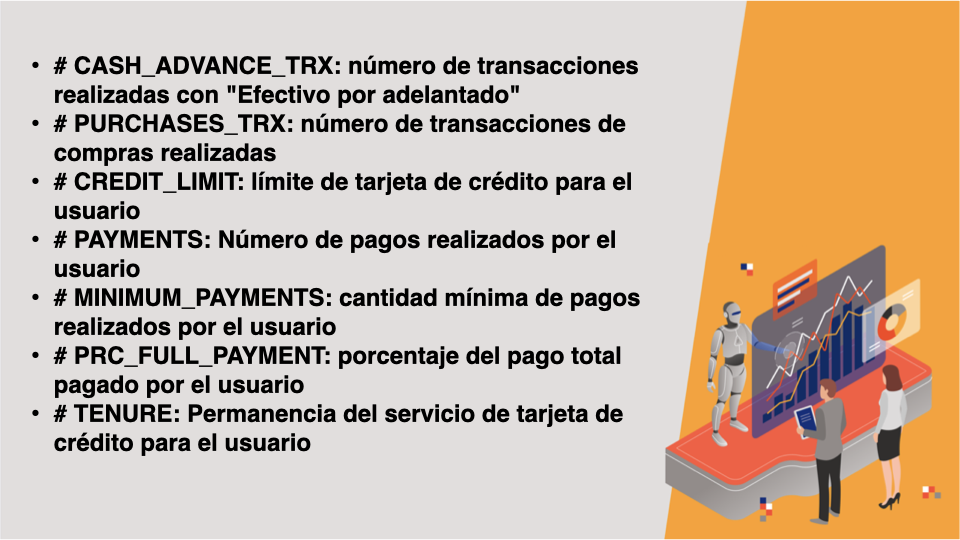 • # CASH_ADVANCE_TRX: número de transacciones
realizadas con "Efectivo por adelantado"
• # PURCHASES_TRX: número de transacciones de
compras realizadas
• # CREDIT_LIMIT: límite de tarjeta de crédito para el
usuario
• # PAYMENTS: Número de pagos realizados por el
usuario
• # MINIMUM_PAYMENTS: cantidad mínima de pagos
realizados por el usuario
• # PRC_FULL_PAYMENT: porcentaje del pago total
pagado por el usuario
• # TENURE: Permanencia del servicio de tarjeta de
crédito para el usuario